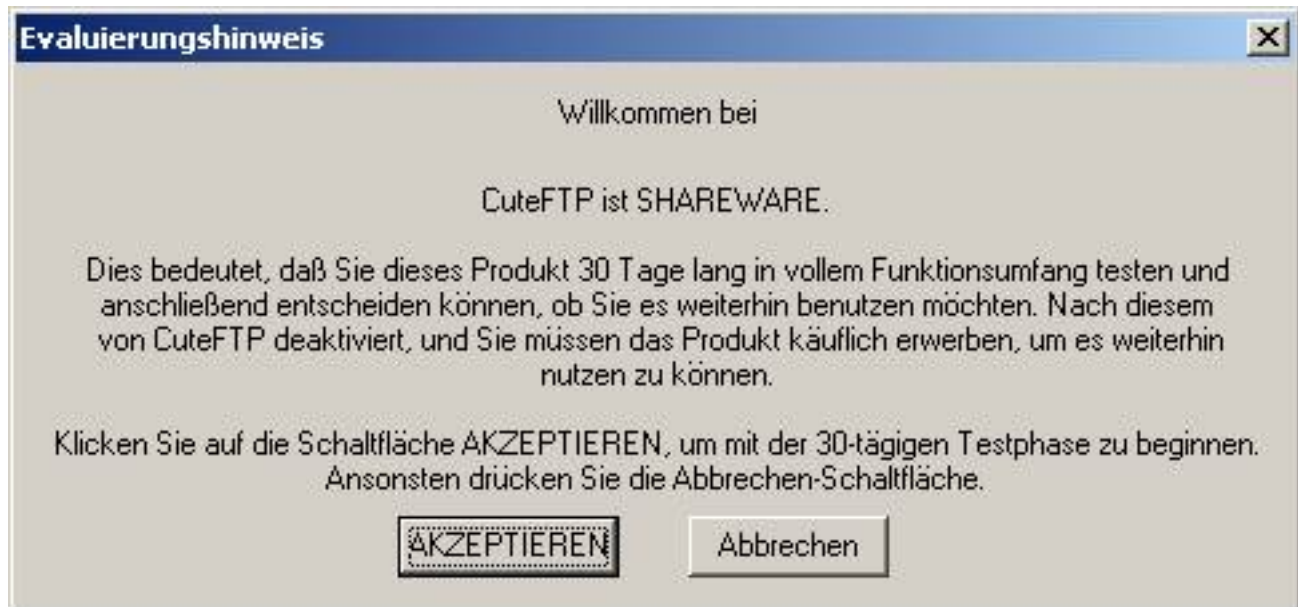 Evaluierungshinweis
Willkommen bei
CuteFTP ist SHAREWARE.
Dies bedeutet, daß Sie dieses Produkt 30 Tage lang in vollem Funktionsumfang testen und
anschließend entscheiden können, ob Sie es weiterhin benutzen möchten. Nach diesem
von CuteFTP deaktiviert, und Sie müssen das Produkt käuflich erwerben, um es weiterhin
nutzen zu können.
Klicken Sie auf die Schaltfläche AKZEPTIEREN, um mit der 30-tägigen Testphase zu beginnen.
Ansonsten drücken Sie die Abbrechen-Schaltfläche.
AKZEPTIEREN Abbrechen